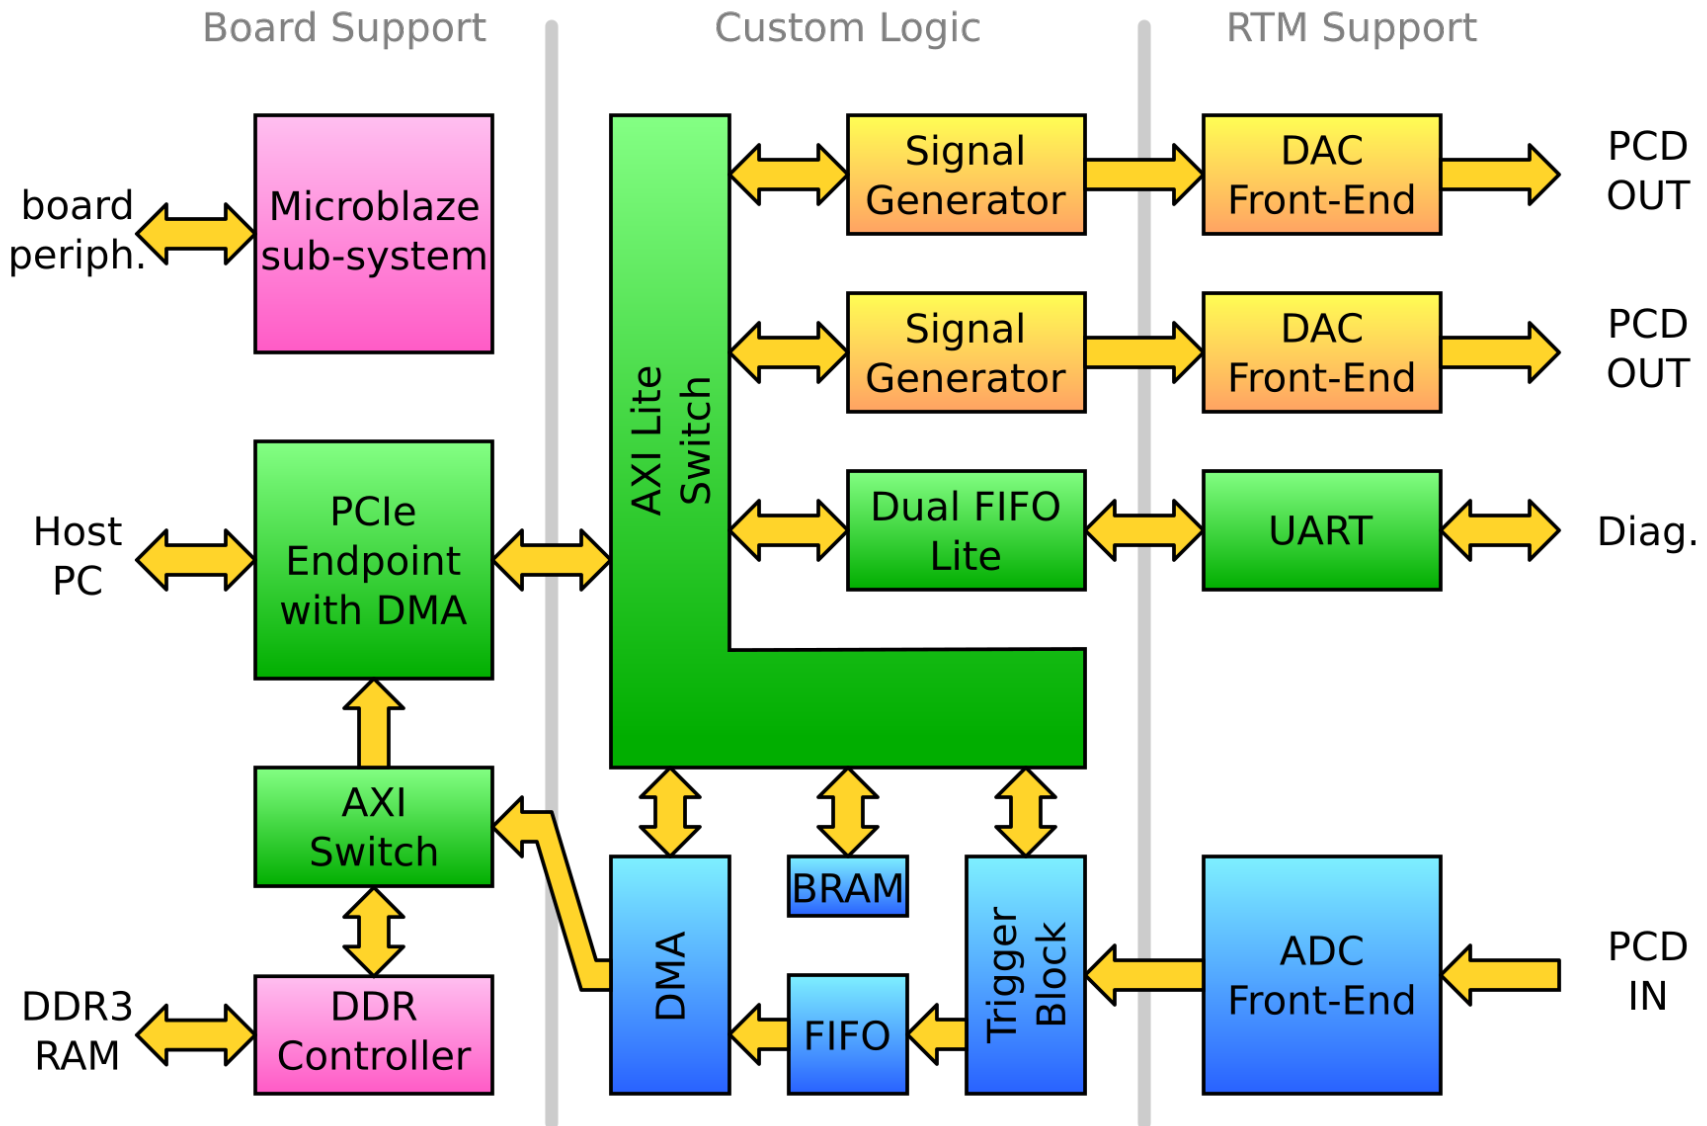 Board Support
Custom Logic
RTM Support
board
periph.
Microblaze
sub-system
Host
PC
PCIe
Endpoint
with DMA
AXI
Switch
DDR3
RAM
DDR
Controller
AXI Lite
Switch
Signal
Generator
DAC
Front-End
PCD
OUT
Signal
Generator
DAC
Front-End
PCD
OUT
Dual FIFO
Lite
UART
Diag.
DMA
BRAM
FIFO
Trigger
Block
ADC
Front-End
PCD
IN